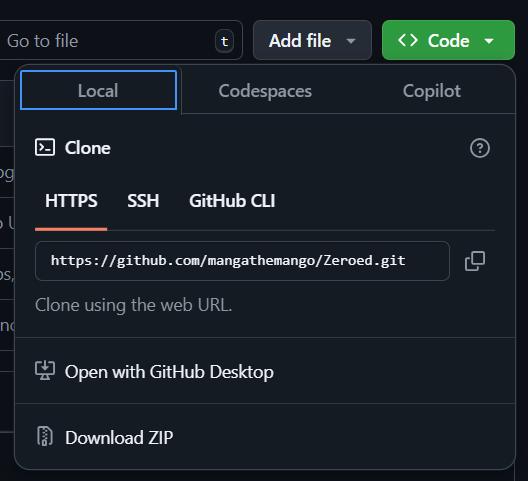 Go to file
t
Add file
Code
Local
Codespaces
Copilot
Clone
HTTPS
SSH
GitHub CLI
https://github.com/mangathemango/Zeroed.git
Clone using the web URL.
Open with GitHub Desktop
Download ZIP